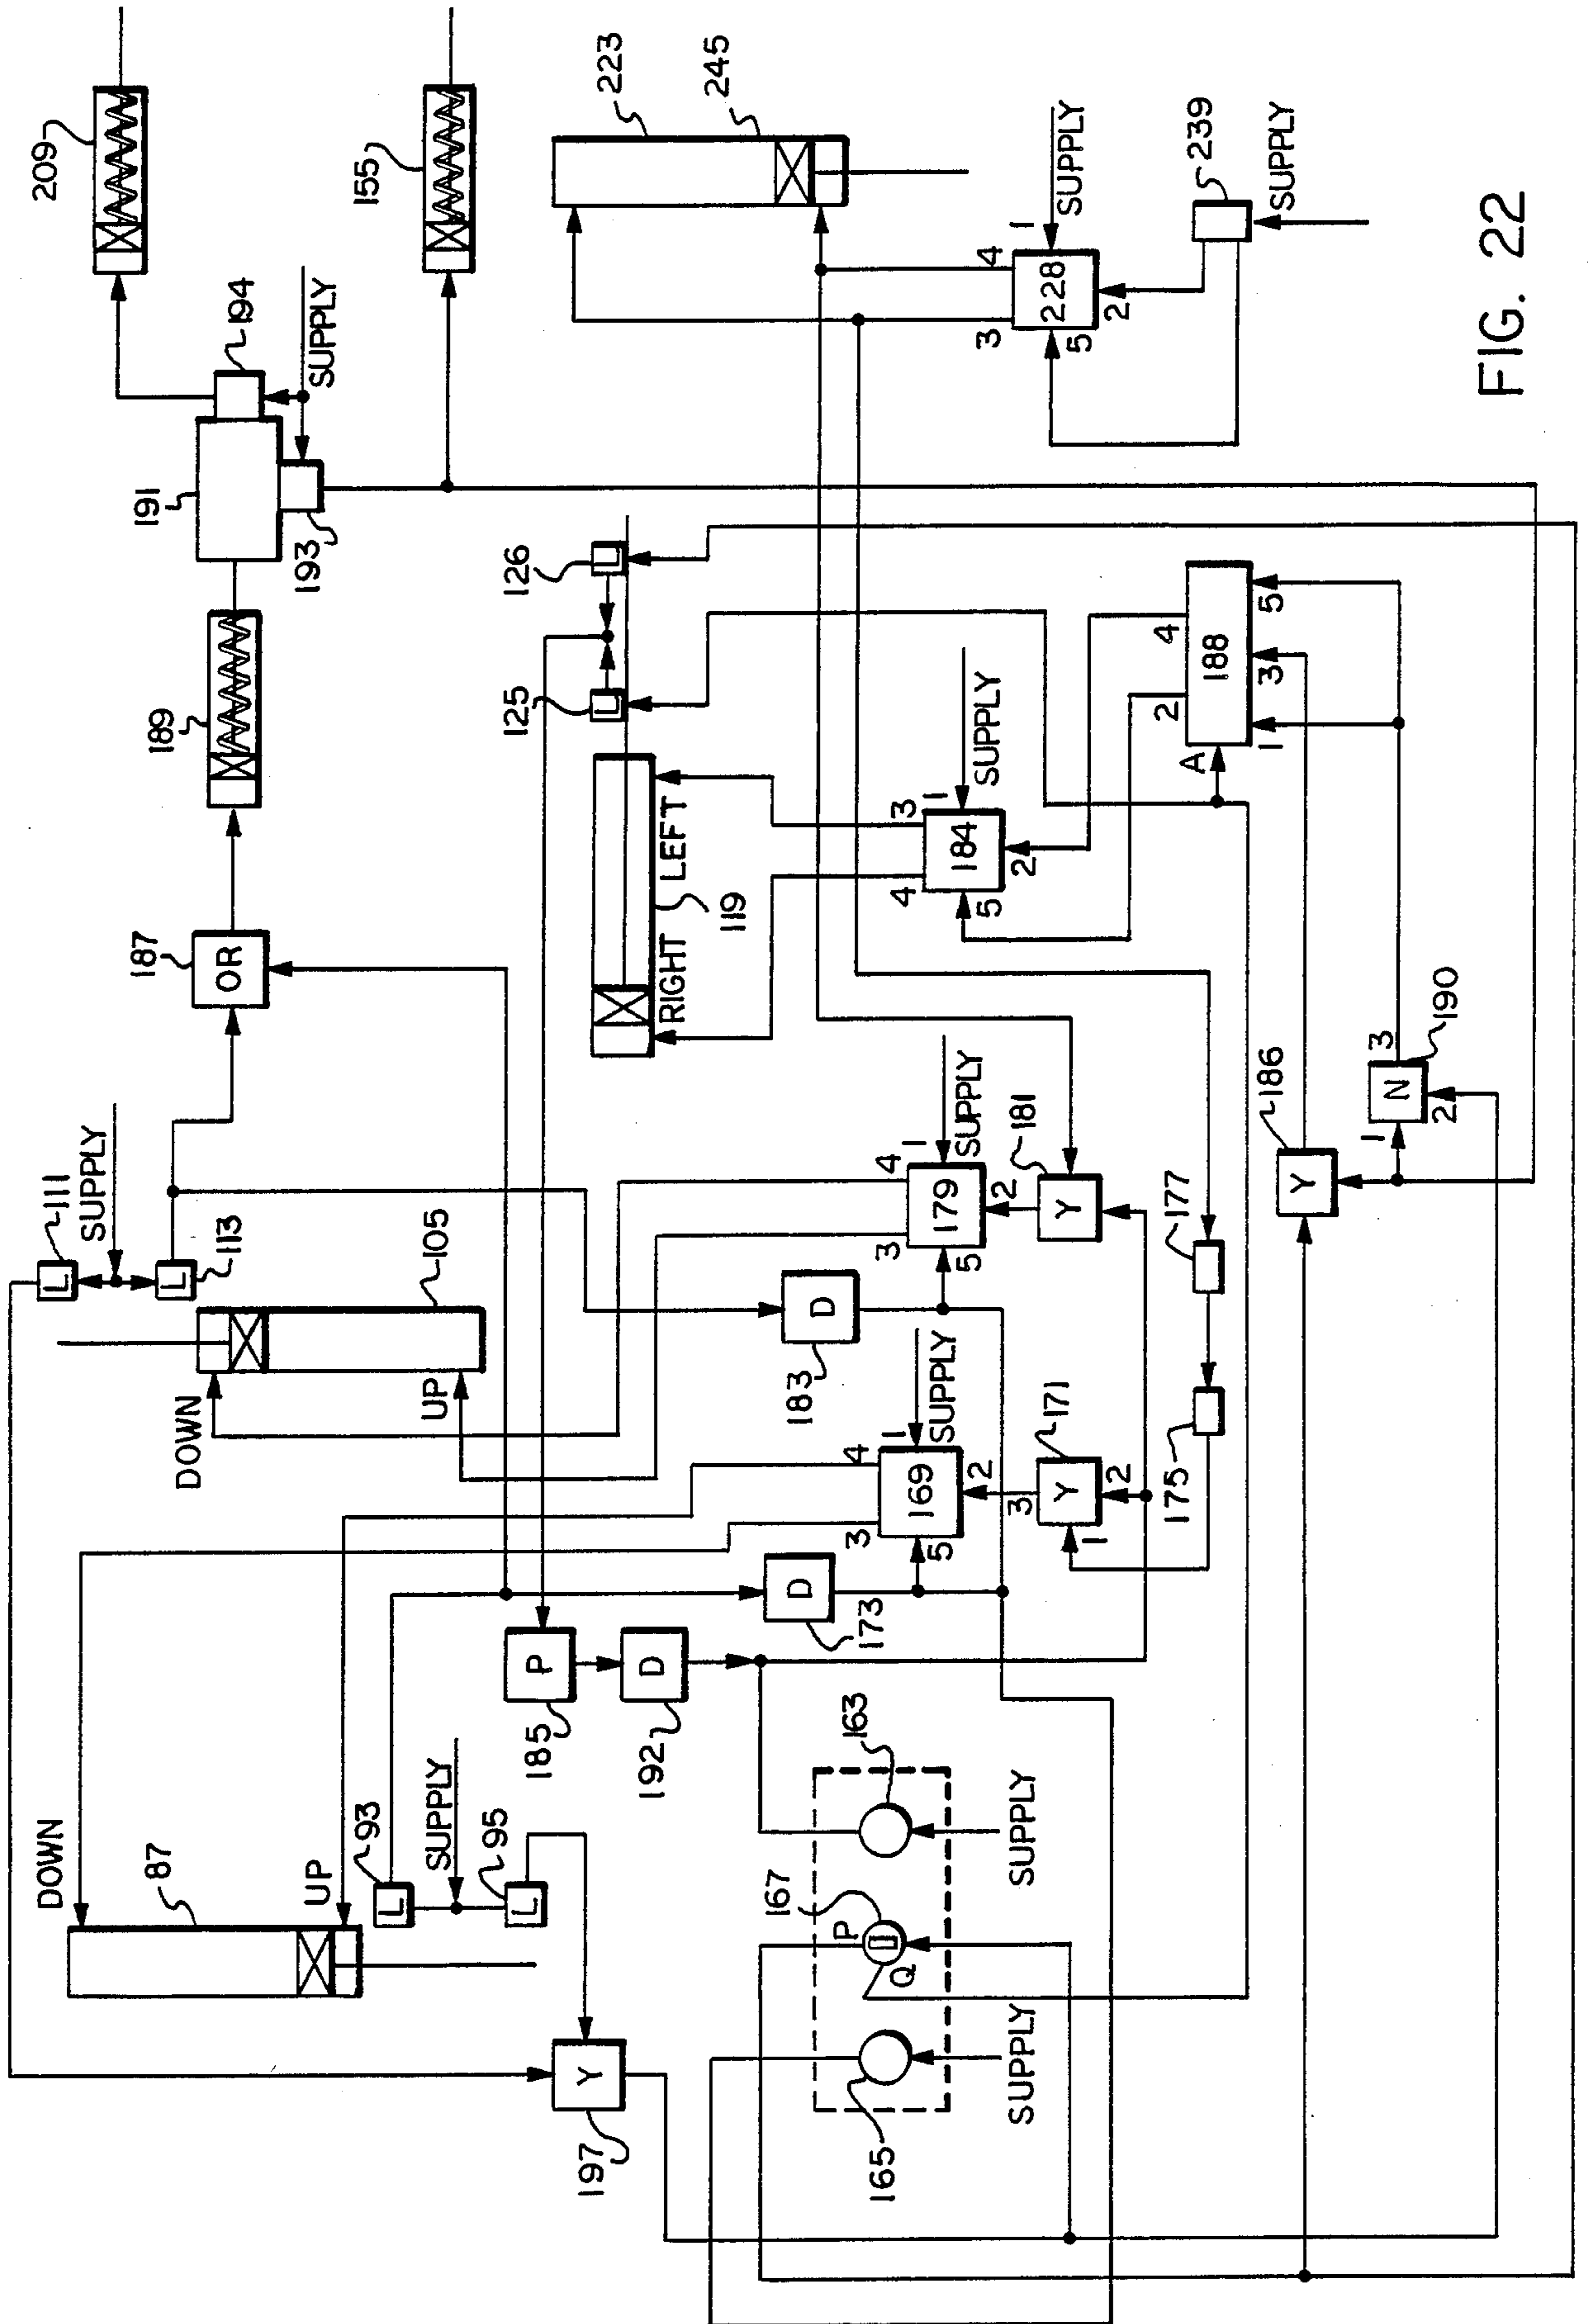 209
155
223
245
194
SUPPLY
191
193
4
1
SUPPLY
228
3
5
2
239
SUPPLY
189
126
L
125
L
187
OR
RIGHT LEFT
119
3
1
SUPPLY
184
4
5
2
4
5
188
2
3
A
1
111
L
SUPPLY
L
113
105
DOWN
UP
4
1
SUPPLY
179
3
5
2
181
Y
D
183
177
175
186
Y
3
190
N
1
2
4
1
SUPPLY
169
3
5
2
171
3
Y
2
1
D
173
P
185
D
192
DOWN
87
UP
93
L
SUPPLY
95
L
163
167
P
Q
165
SUPPLY
SUPPLY
Y
197
FIG. 22